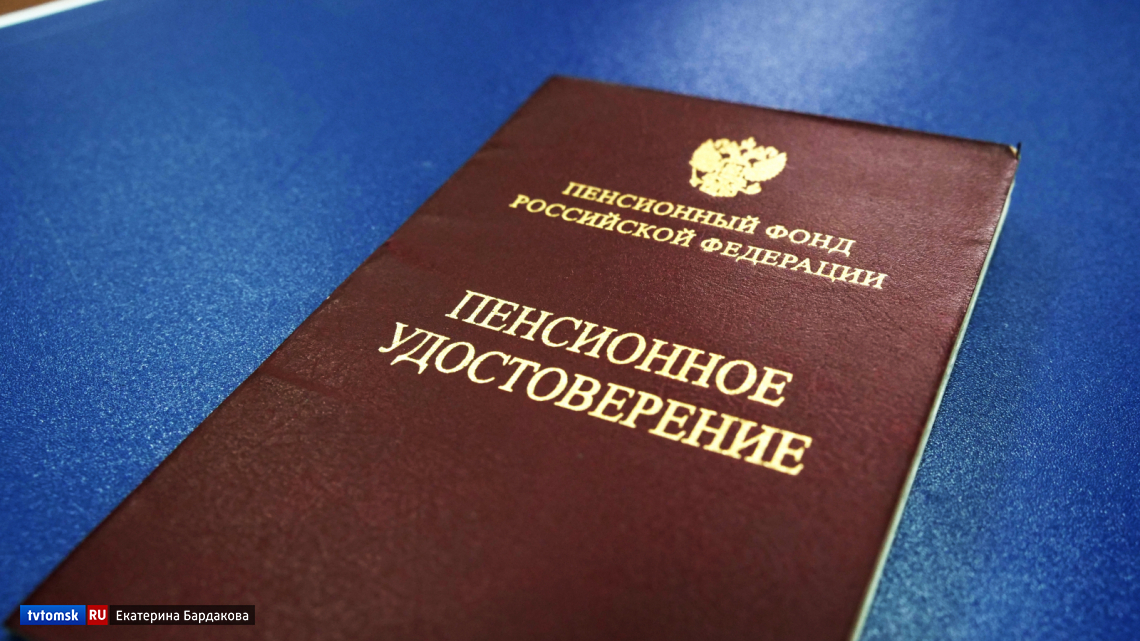 ПЕНСИОННЫЙ ФОНД
РОССИЙСКОЙ ФЕДЕРАЦИИ
ПЕНСИОННОЕ
УДОСТОВЕРЕНИЕ
tvtomsk RU Екатерина Бардакова